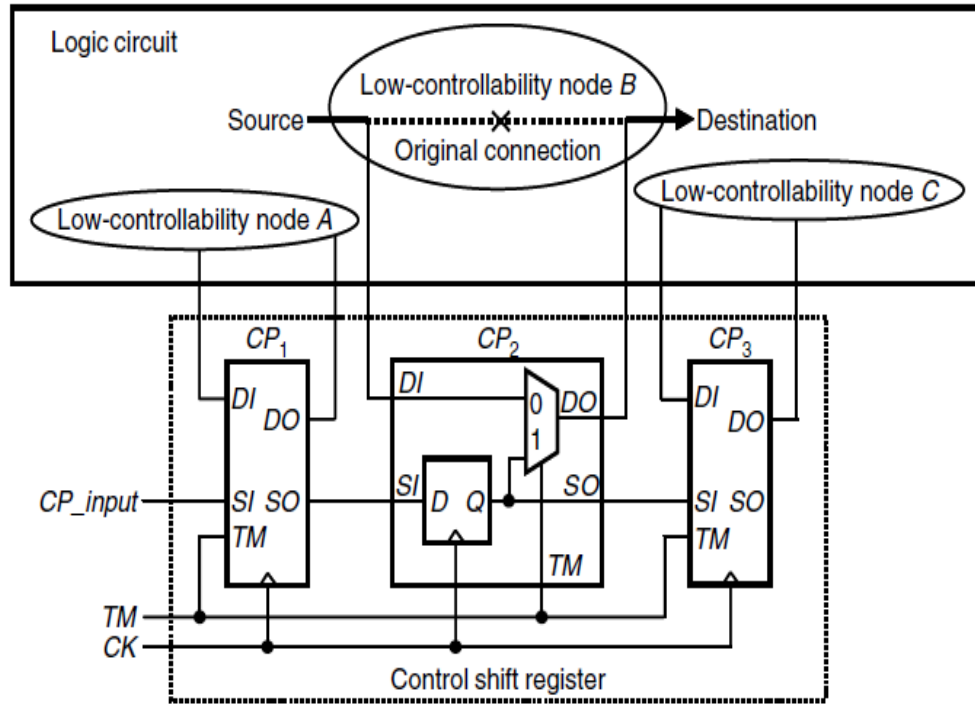 Logic circuit
Low-controllability node B
Source
Destination
Original connection
Low-controllability node A
Low-controllability node C
CP1
CP2
CP3
DI
DO
DI
0
1
DO
DI
DO
CP_input
SI
SO
SI
D
Q
SO
SI
SO
TM
TM
TM
TM
CK
Control shift register